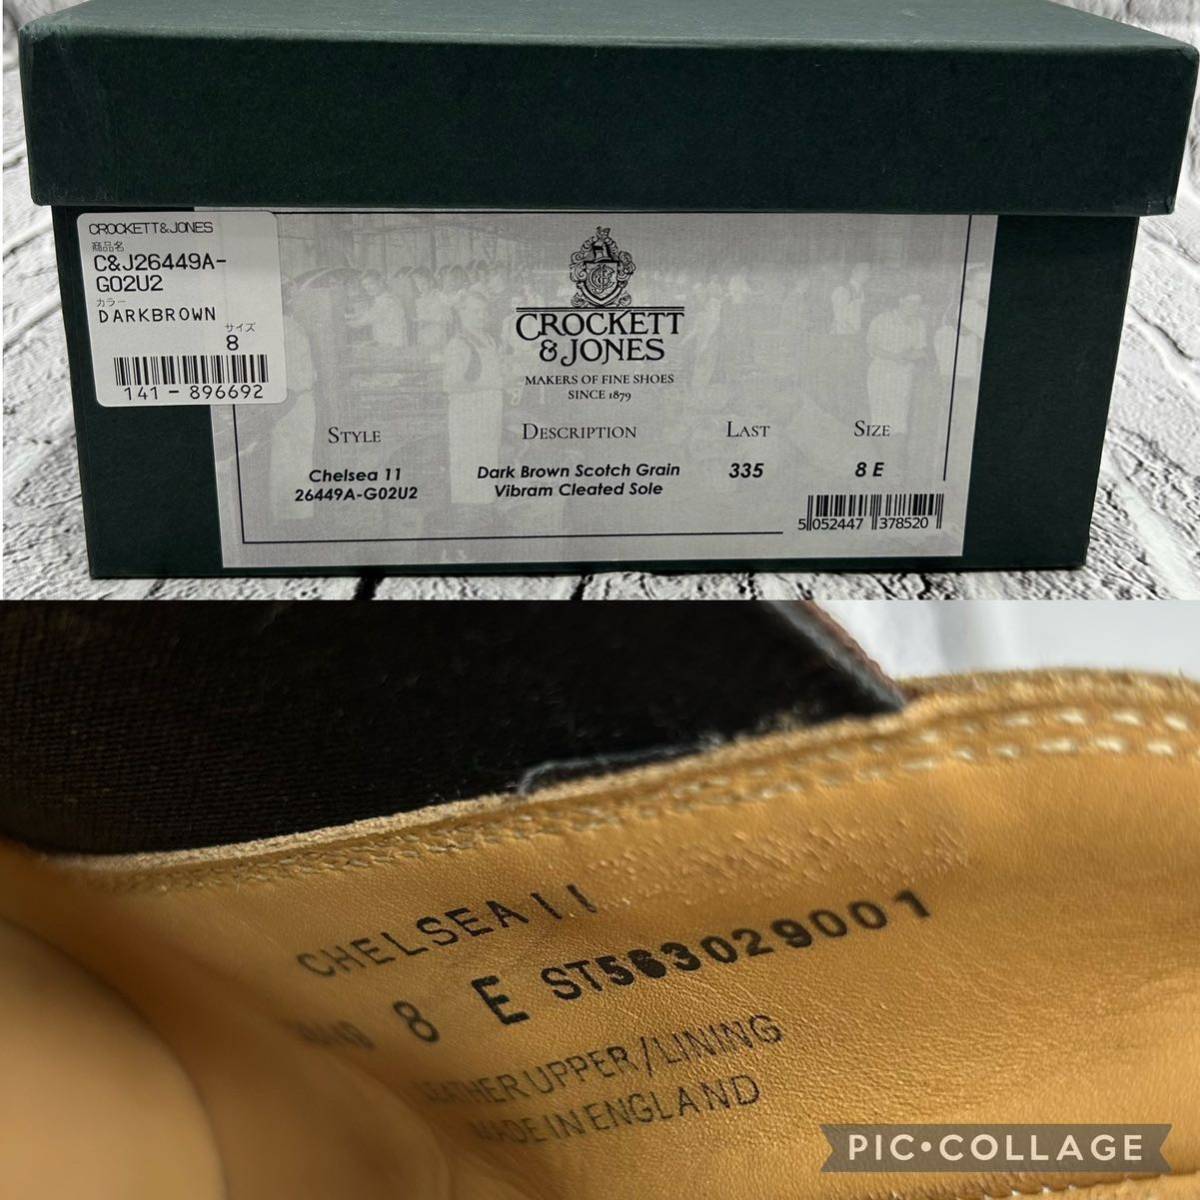 CROCKETT&JONES
商品名
C&J26449A-
G02U2
カラー
DARKBROWN
サイズ
8
141-896692
CROCKETT
& JONES
MAKERS OF FINE SHOES
SINCE 1879
STYLE
Chelsea 11
26449A-G02U2
DESCRIPTION
Dark Brown Scotch Grain
Vibram Cleated Sole
LAST
335
SIZE
8 E
5 052447 378520
CHELSEA 11
8 E
UPPER/LINING
MADE IN ENGLAND
PIC•COLLAGE